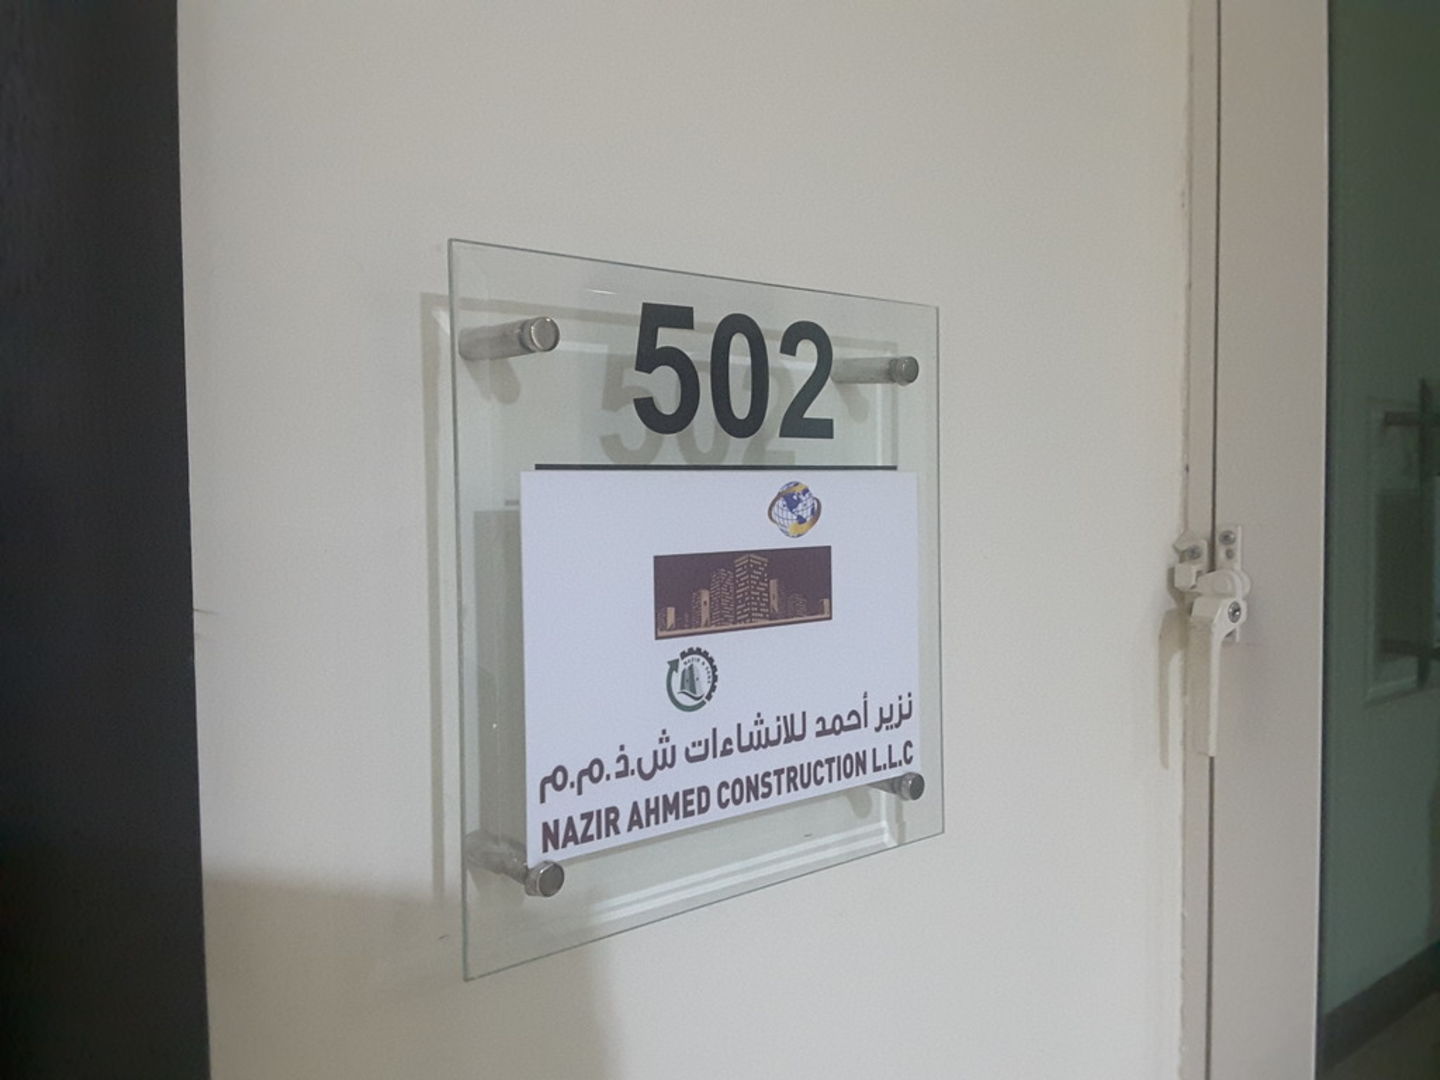 502
نزير أحمد للانشاءات ش.ذ.م.م
NAZIR AHMED CONSTRUCTION L.L.C